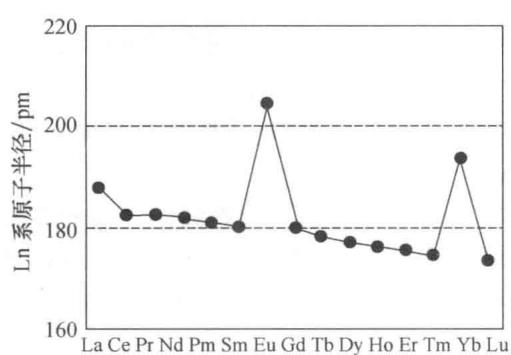 220
200
180
160
Ln 系原子半径/pm
La Ce Pr Nd Pm Sm Eu Gd Tb Dy Ho Er Tm Yb Lu